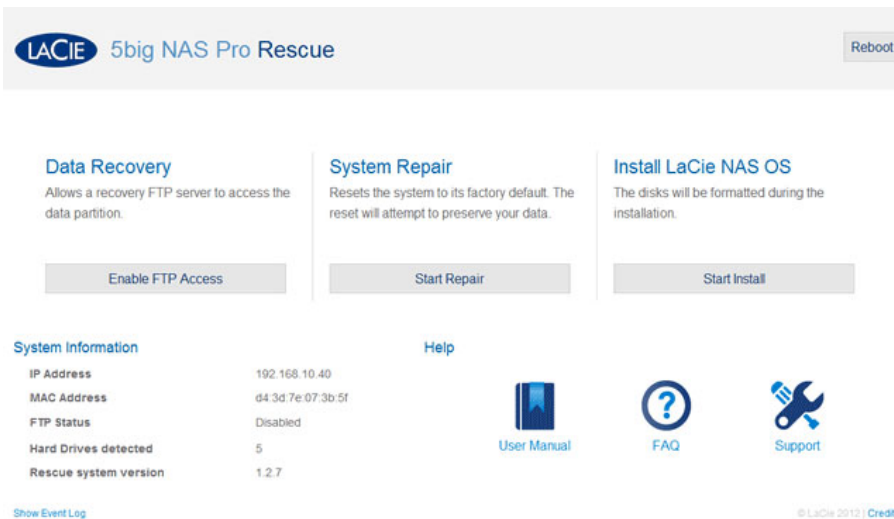 LACIE 5big NAS Pro Rescue
Reboot
Data Recovery
Allows a recovery FTP server to access the
data partition.
Enable FTP Access
System Repair
Resets the system to its factory default. The
reset will attempt to preserve your data.
Start Repair
Install LaCie NAS OS
The disks will be formatted during the
installation.
Start Install
System Information
IP Address 192.168.10.40
MAC Address d4:3d:7e:07:3b:5f
FTP Status Disabled
Hard Drives detected 5
Rescue system version 1.2.7
Help
User Manual
FAQ
Support
Show Event Log
© LaCie 2012 | Credit